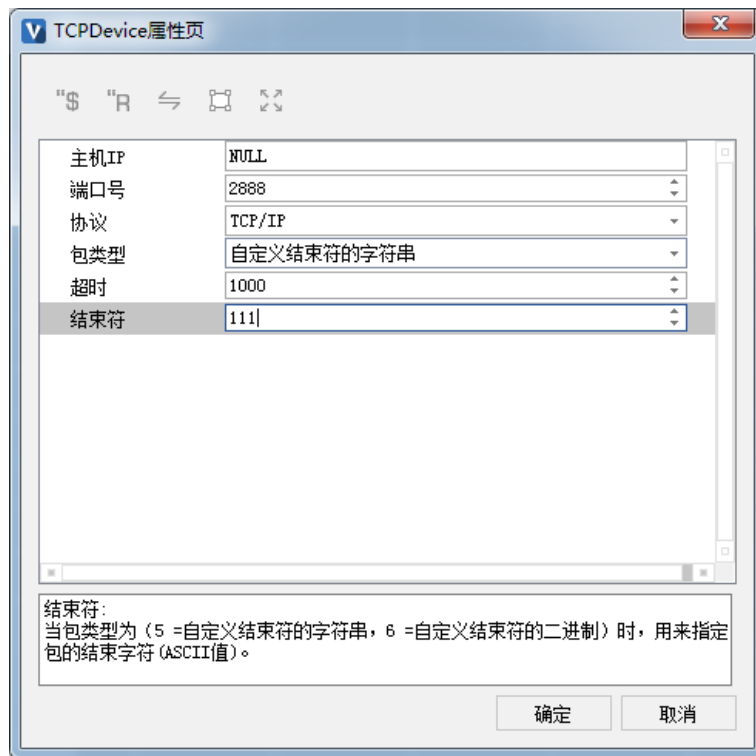 TCPDevice属性页
"$ "R
主机IP NULL
端口号 2888
协议 TCP/IP
包类型 自定义结束符的字符串
超时 1000
结束符 111
结束符:
当包类型为(5 =自定义结束符的字符串,6 =自定义结束符的二进制)时,用来指定
包的结束字符(ASCII值)。
确定 取消